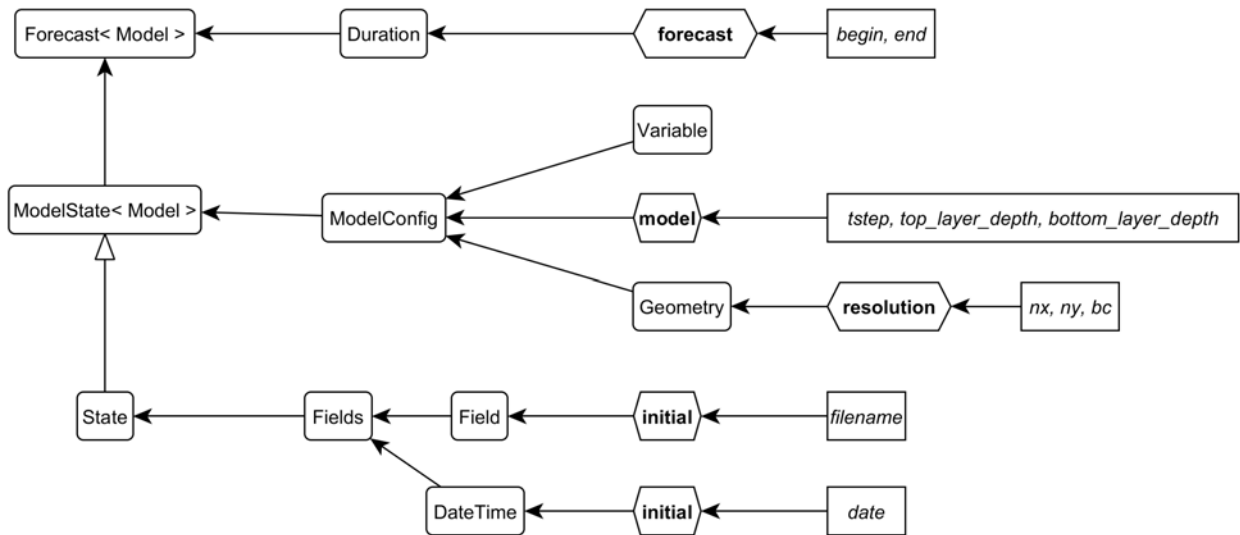 Forecast< Model >
Duration
forecast
begin, end
Variable
ModelState< Model >
ModelConfig
model
tstep, top_layer_depth, bottom_layer_depth
Geometry
resolution
nx, ny, bc
State
Fields
Field
initial
filename
DateTime
initial
date